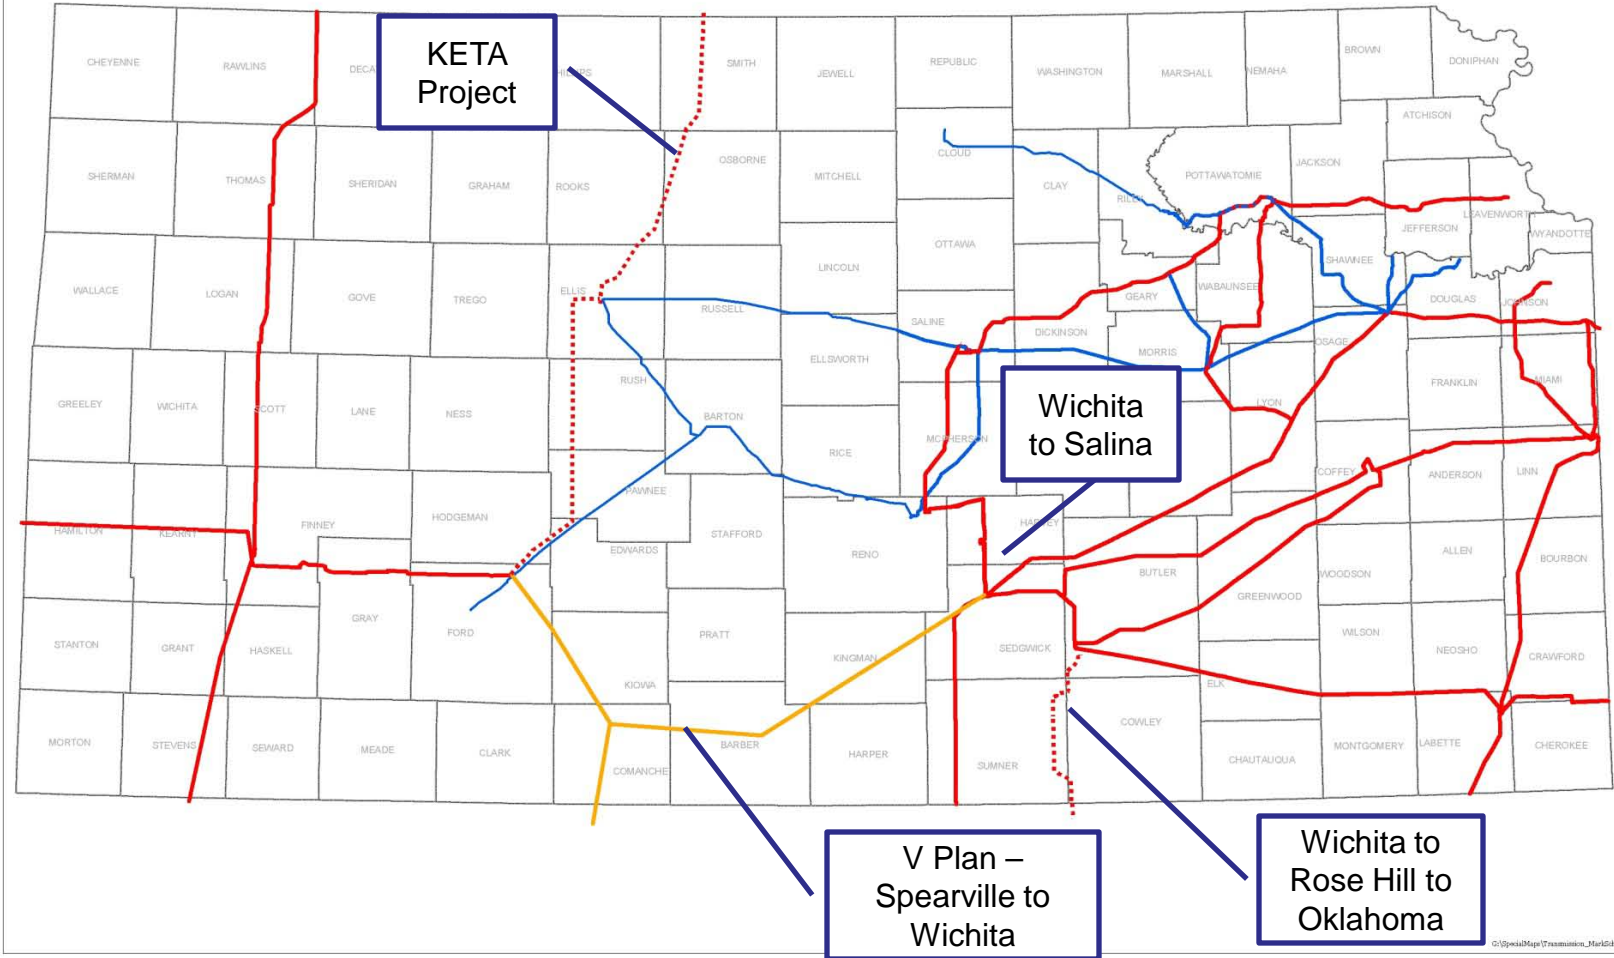 KETA
Project
CHEYENNE
RAWLINS
SMITH
JEWELL
REPUBLIC
WASHINGTON
MARSHALL
NEMAHA
BROWN
DONIPHAN
ATCHISON
SHERMAN
THOMAS
SHERIDAN
GRAHAM
ROOKS
OSBORNE
MITCHELL
CLOUD
CLAY
RILEY
POTTAWATOMIE
JACKSON
LEAVENWORTH
JEFFERSON
WYANDOTTE
OTTAWA
LINCOLN
WALLACE
LOGAN
GOVE
TREGO
ELLIS
RUSSELL
SALINE
DICKINSON
GEARY
WABAUNSEE
SHAWNEE
DOUGLAS
JOHNSON
ELLSWORTH
MORRIS
OSAGE
FRANKLIN
MIAMI
GREELEY
WICHITA
SCOTT
LANE
NESS
RUSH
BARTON
RICE
MCPHERSON
Wichita
to Salina
LYON
COFFEY
ANDERSON
LINN
HAMILTON
KEARNY
FINNEY
HODGEMAN
PAWNEE
EDWARDS
STAFFORD
RENO
HARVEY
BUTLER
GREENWOOD
WOODSON
ALLEN
BOURBON
STANTON
GRANT
HASKELL
GRAY
FORD
KIOWA
PRATT
KINGMAN
SEDGWICK
ELK
WILSON
NEOSHO
CRAWFORD
MORTON
STEVENS
SEWARD
MEADE
CLARK
COMANCHE
BARBER
HARPER
SUMNER
COWLEY
CHAUTAUQUA
MONTGOMERY
LABETTE
CHEROKEE
V Plan –
Spearville to
Wichita
Wichita to
Rose Hill to
Oklahoma